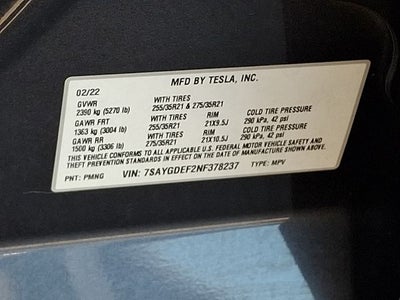 MFD BY TESLA, INC.
02/22
GVWR WITH TIRES
2390 kg (5270 lb) 255/35R21 & 275/35R21
GAWR FRT WITH TIRES RIM COLD TIRE PRESSURE
1363 kg (3004 lb) 255/35R21 21X9.5J 290 kPa, 42 psi
GAWR RR WITH TIRES RIM COLD TIRE PRESSURE
1500 kg (3306 lb) 275/35R21 21X10.5J 290 kPa, 42 psi
THIS VEHICLE CONFORMS TO ALL APPLICABLE U.S. FEDERAL MOTOR VEHICLE SAFETY AND
THEFT PREVENTION STANDARDS IN EFFECT ON THE DATE OF MANUFACTURE SHOWN ABOVE.
PNT: PMNG VIN: 7SAYGDEF2NF378237 TYPE: MPV